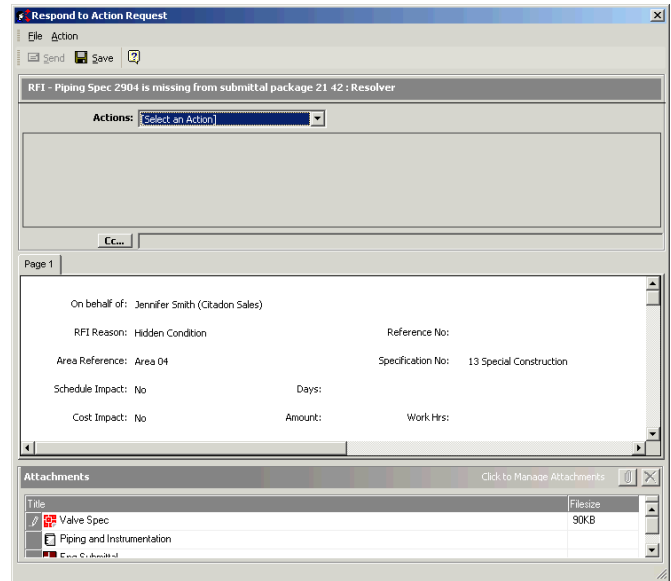 Respond to Action Request
File Action
Send Save
RFI - Piping Spec 2904 is missing from submittal package 21 42 : Resolver
Actions: [Select an Action]
Cc...
Page 1
On behalf of: Jennifer Smith (Citadon Sales)
RFI Reason: Hidden Condition Reference No:
Area Reference: Area 04 Specification No: 13 Special Construction
Schedule Impact: No Days:
Cost Impact: No Amount: Work Hrs:
Attachments Click to Manage Attachments
Title Filesize
Valve Spec 90KB
Piping and Instrumentation
Eng Submittal